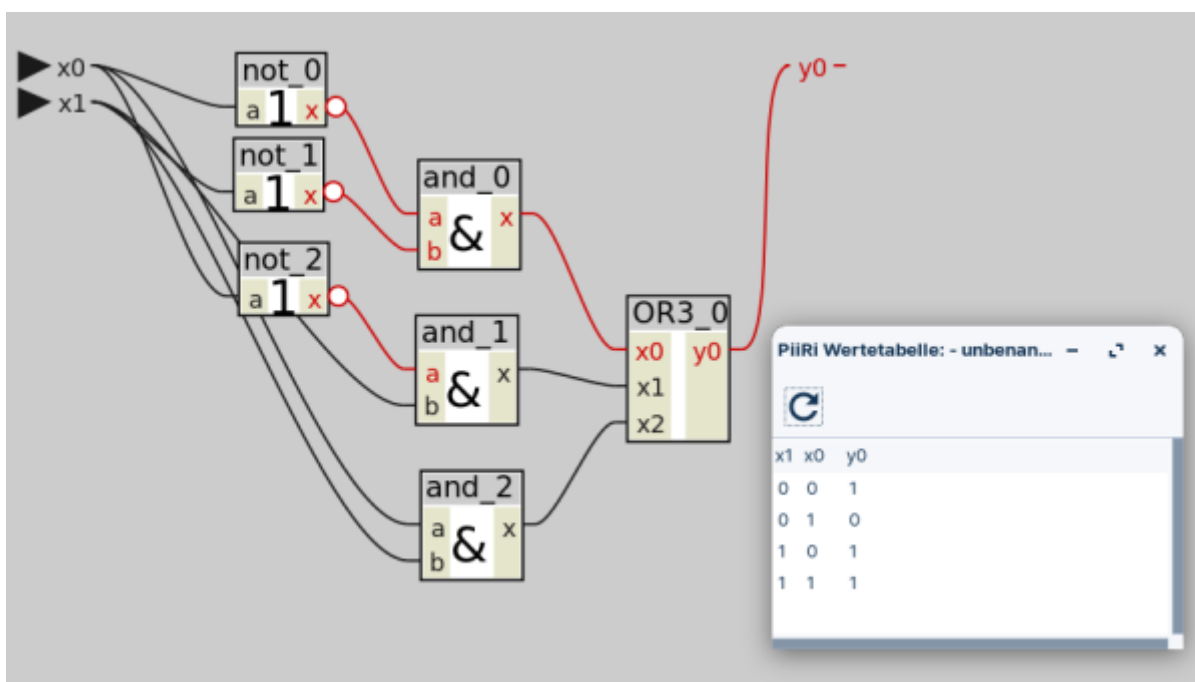 x0
x1
not_0
a 1 x
not_1
a 1 x
not_2
a 1 x
and_0
a & x
b
and_1
a & x
b
and_2
a & x
b
OR3_0
x0 y0
x1
x2
y0
PiiRi Wertetabelle: - unbenan...
x1 x0 y0
0 0 1
0 1 0
1 0 1
1 1 1